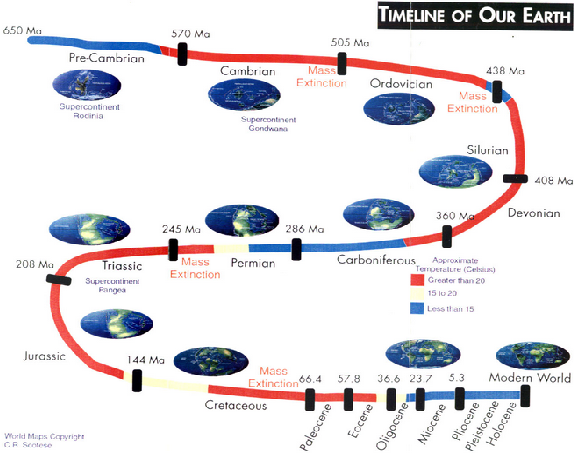 TIMELINE OF OUR EARTH
650 Ma
570 Ma
505 Ma
438 Ma
Pre-Cambrian
Cambrian
Mass
Extinction
Ordovician
Mass
Extinction
Supercontinent
Rodinia
Supercontinent
Gondwana
Silurian
408 Ma
Devonian
360 Ma
286 Ma
245 Ma
208 Ma
Triassic
Mass
Extinction
Permian
Carboniferous
Supercontinent
Pangea
Approximate
Temperature (Celsius)
Greater than 20
15 to 20
Less than 15
Jurassic
144 Ma
Cretaceous
Mass
Extinction
66.4
57.8
36.6
23.7
5.3
Modern World
Paleocene
Eocene
Oligocene
Miocene
Pliocene
Pleistocene
Holocene
World Maps Copyright
C.R. Scotese